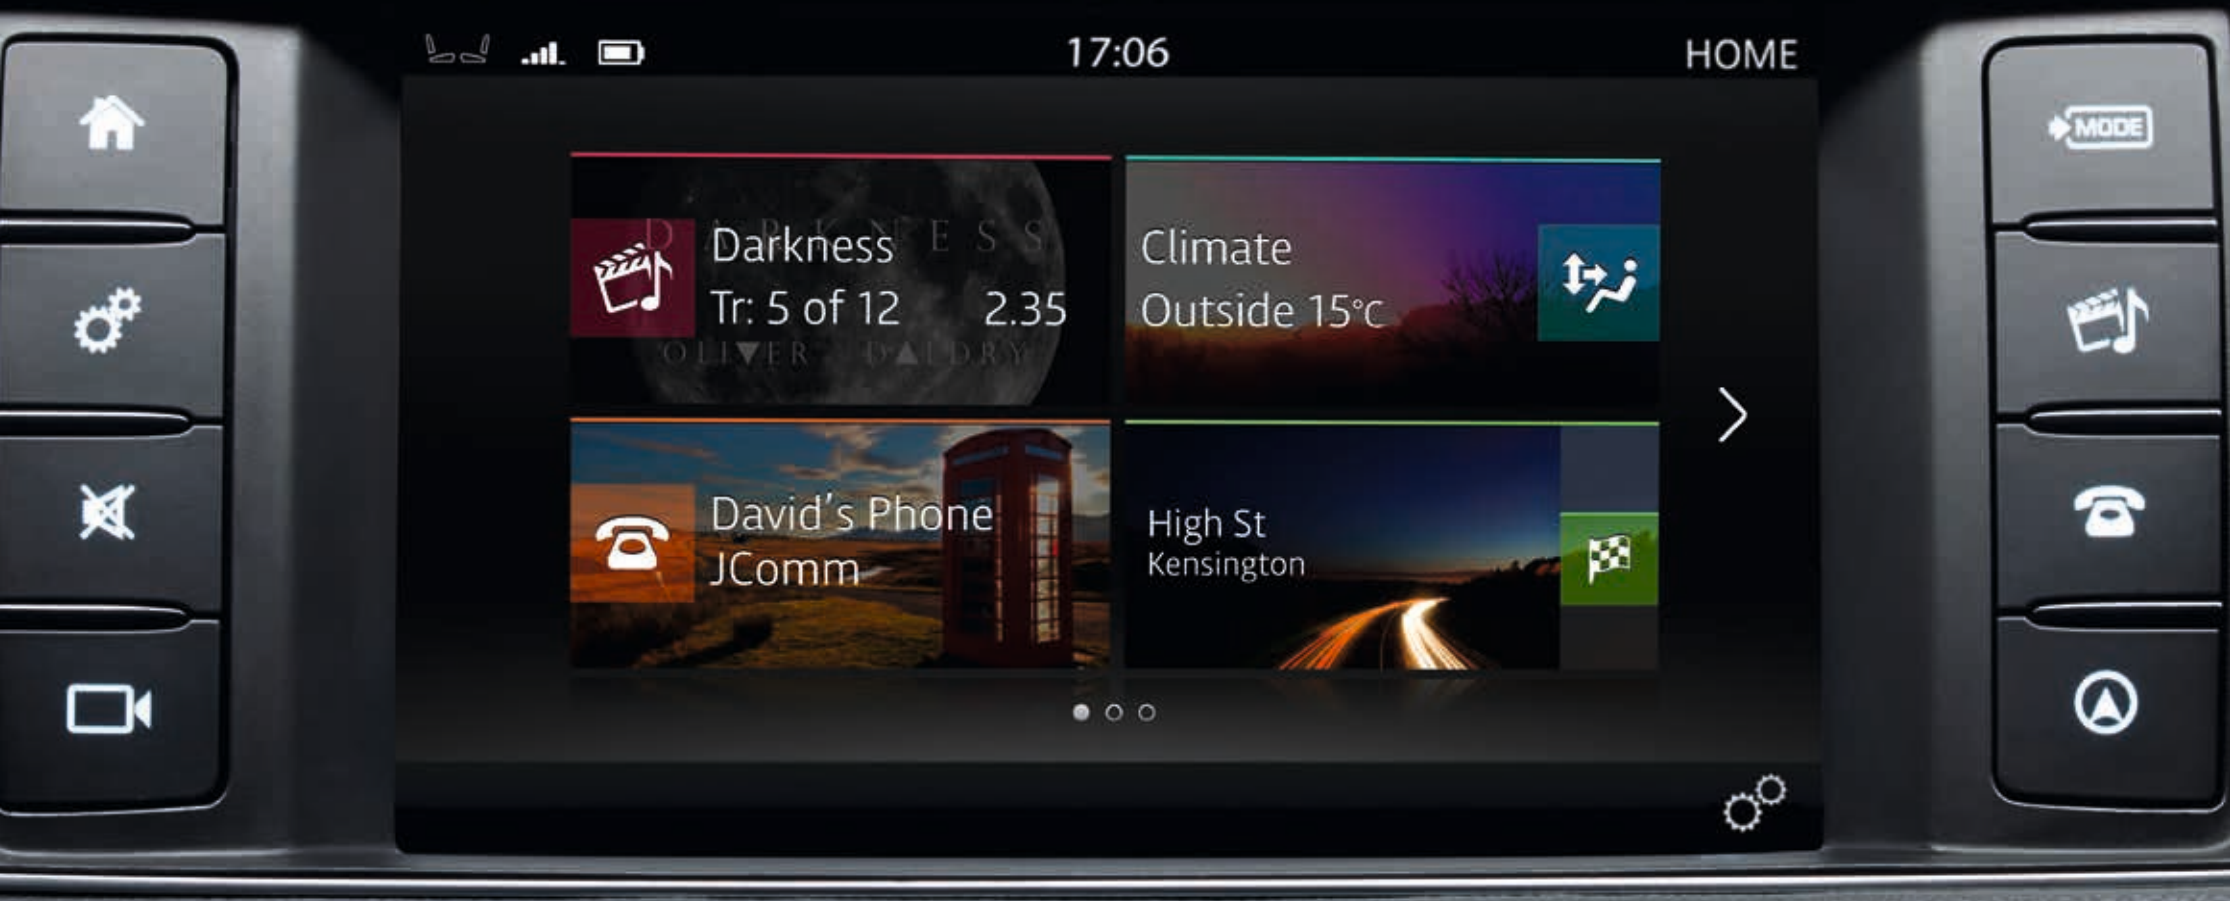 17:06
HOME
MODE
DARKNESS
Darkness
Tr: 5 of 12 2.35
OLIVER DALDRY
Climate
Outside 15°C
David's Phone
JComm
High St
Kensington